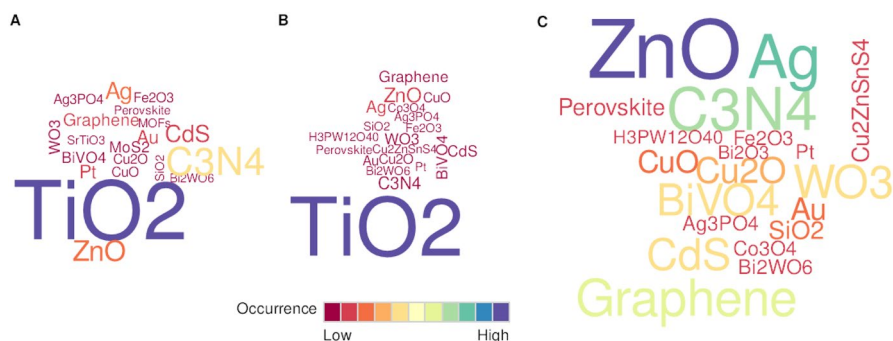 A
Ag
Ag3PO4
Fe2O3
Perovskite
Graphene
MOFs
WO3
SrTiO3
Au
CdS
MoS2
BiVO4
Cu2O
SiO2
C3N4
Pt
CuO
Bi2WO6
TiO2
ZnO
B
Graphene
ZnO
CuO
Ag
Co3O4
Ag3PO4
SiO2
Fe2O3
H3PW12O40
WO3
BiVO4
Perovskite
Cu2ZnSnS4
CdS
Au
Cu2O
Pt
Bi2WO6
C3N4
TiO2
C
ZnO
Ag
Cu2ZnSnS4
Perovskite
C3N4
H3PW12O40
Fe2O3
CuO
Bi2O3
Pt
Cu2O
WO3
BiVO4
Au
Ag3PO4
SiO2
CdS
Co3O4
Bi2WO6
Graphene
Occurrence
Low
High